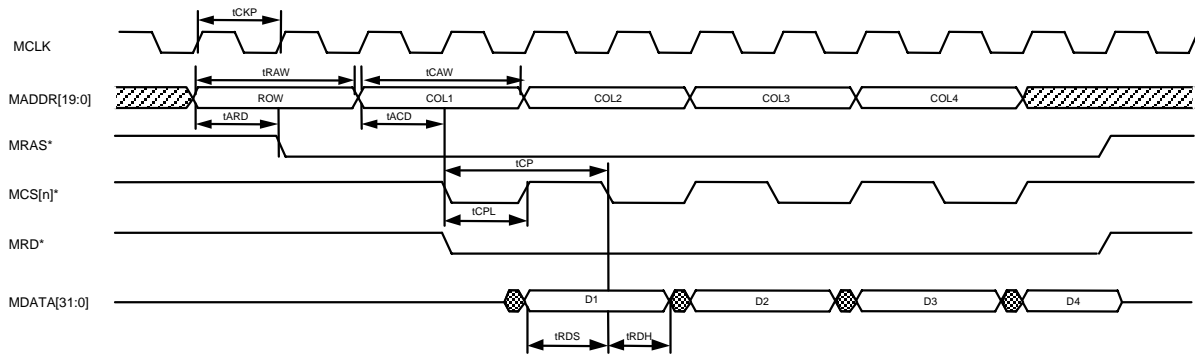 tCKP
MCLK
tRAW tCAW
MADDR[19:0] ROW COL1 COL2 COL3 COL4
tARD tACD
MRAS*
tCP
MCS[n]*
tCPL
MRD*
MDATA[31:0] D1 D2 D3 D4
tRDS tRDH